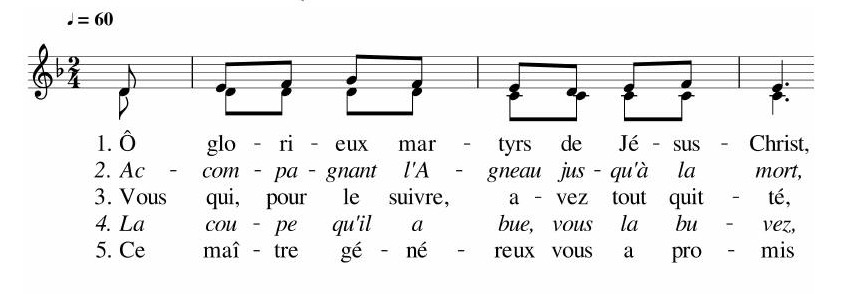 ♩ = 60
1. Ô glo - ri - eux mar - tyrs de Jé - sus - Christ,
2. Ac - com - pa - gnant l'A - gneau jus - qu'à la mort,
3. Vous qui, pour le suivre, a - vez tout quit - té,
4. La cou - pe qu'il a bue, vous la bu - vez,
5. Ce maî - tre gé - né - reux vous a pro - mis